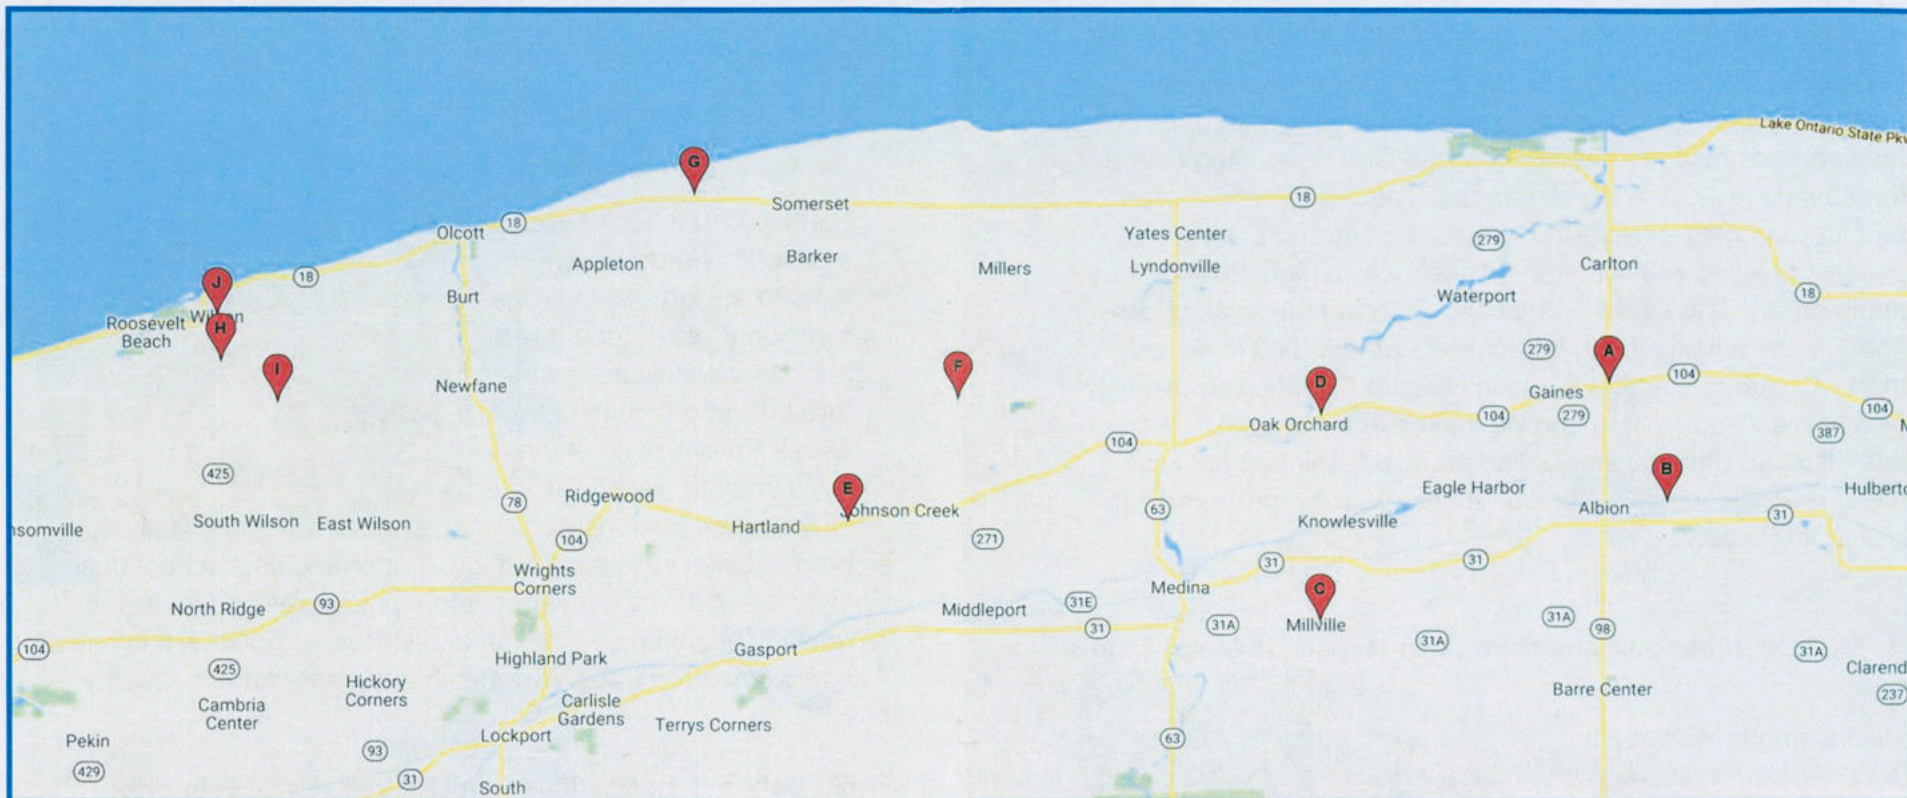 Lake Ontario State Pkw
G
18
Somerset
18
Olcott
18
Yates Center
279
Appleton
Barker
Millers
Lyndonville
Carlton
J
18
Burt
Waterport
18
Roosevelt
Beach
H
279
A
I
F
D
104
Newfane
Gaines
104
279
104
Oak Orchard
387
104
425
B
E
Ridgewood
Eagle Harbor
Hulberto
78
Johnson Creek
63
Albion
31
South Wilson
East Wilson
Hartland
Knowlesville
nsomville
104
271
31
31
Wrights
Corners
Medina
C
North Ridge
93
Middleport
31E
31
31A
Millville
31A
31A
98
104
Gasport
31A
425
Highland Park
Clarend
237
Hickory
Corners
Barre Center
Cambria
Center
Carlisle
Gardens
Terrys Corners
Pekin
Lockport
63
93
429
31
South